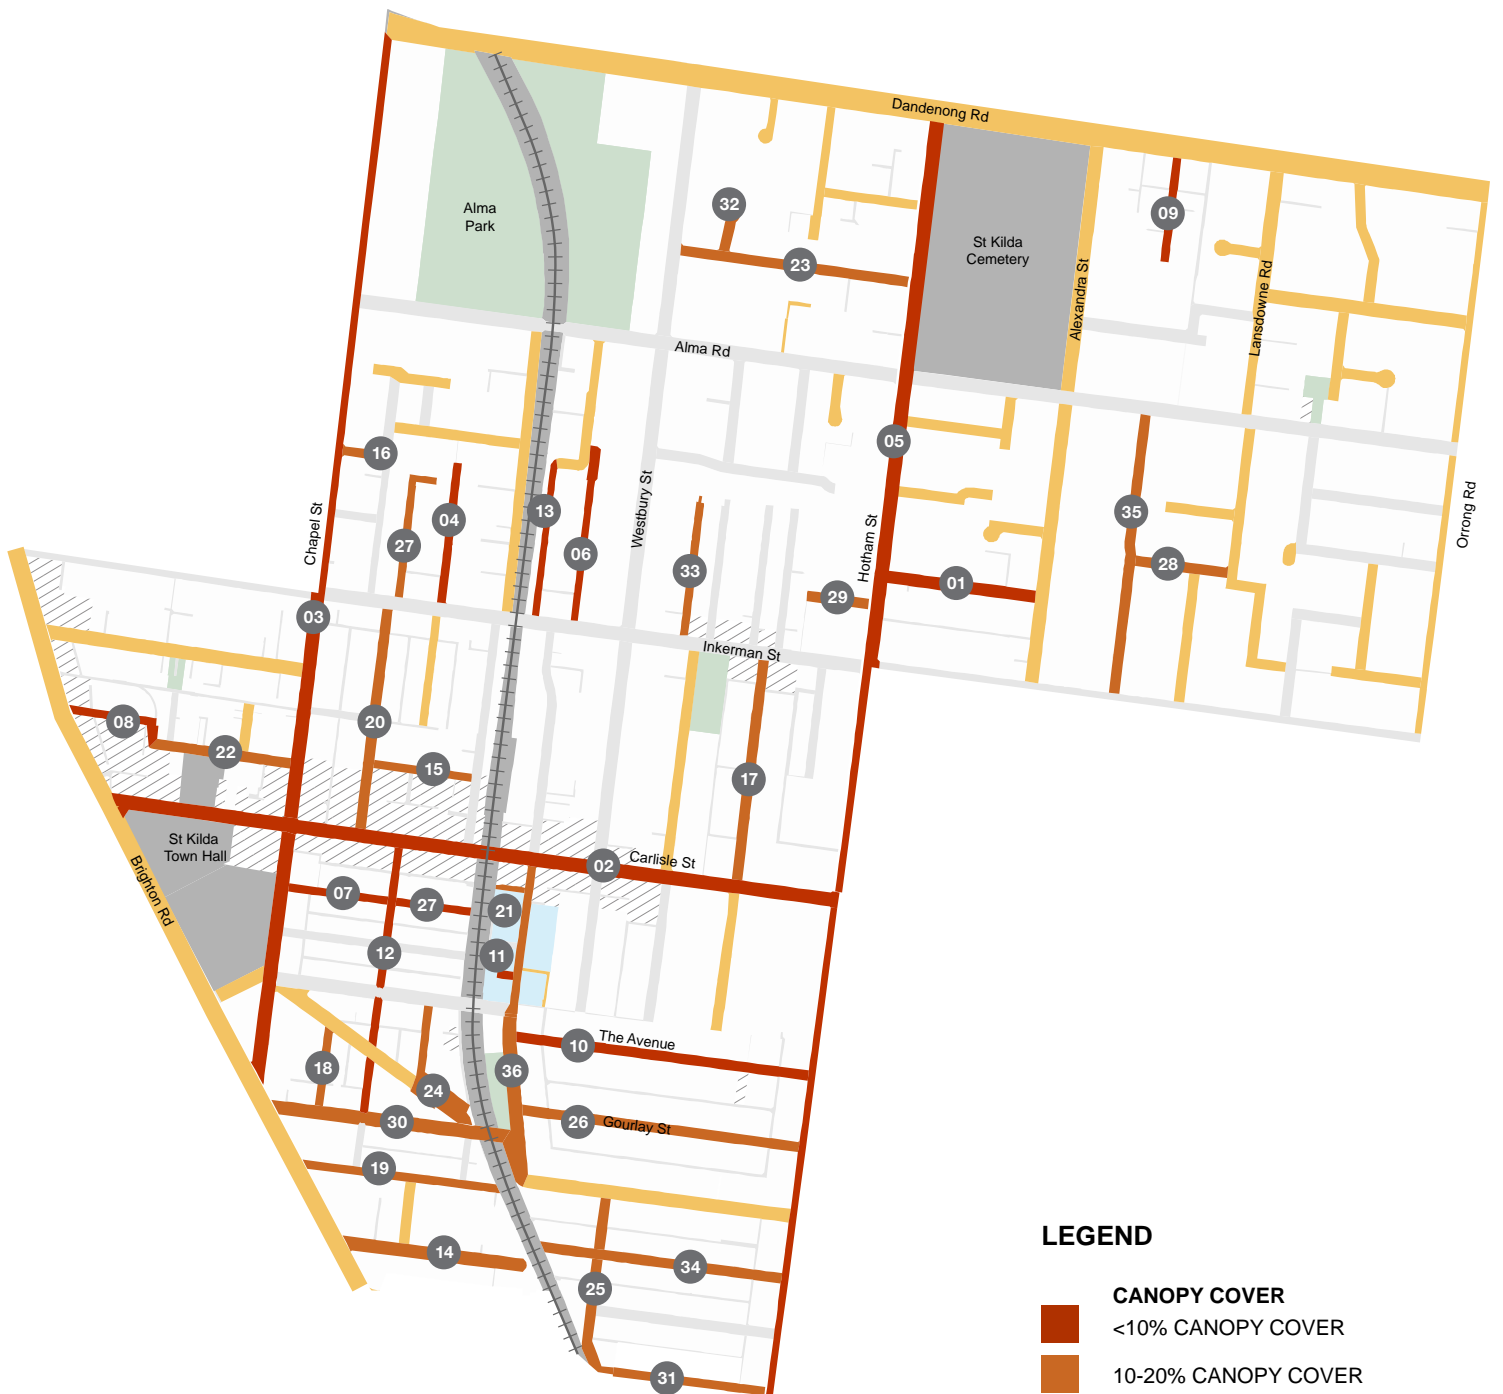 Dandenong Rd
32
09
Alma
Park
St Kilda
Cemetery
23
Alexandra St
Lansdowne Rd
Alma Rd
05
16
Westbury St
Orrong Rd
13
04
35
Chapel St
27
06
Hotham St
28
33
01
29
03
Inkerman St
08
20
22
15
17
St Kilda
Town Hall
Carlisle St
02
Brighton Rd
07
27
21
12
11
The Avenue
10
18
36
24
30
26
Gourlay St
19
14
34
25
31
LEGEND
CANOPY COVER
<10% CANOPY COVER
10-20% CANOPY COVER